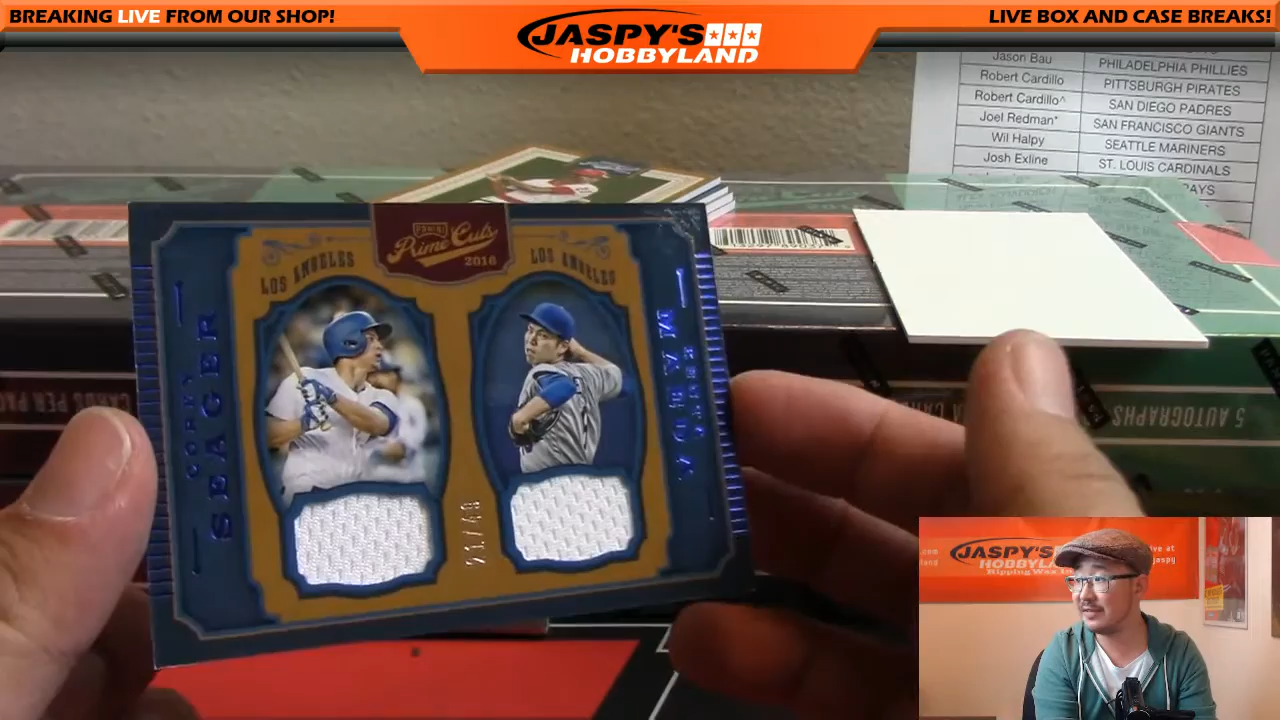 BREAKING LIVE FROM OUR SHOP!
JASPY'S
HOBBYLAND
LIVE BOX AND CASE BREAKS!
Jason Bau PHILADELPHIA PHILLIES
Robert Cardillo PITTSBURGH PIRATES
Robert Cardillo^ SAN DIEGO PADRES
Joel Redman* SAN FRANCISCO GIANTS
Wil Halpy SEATTLE MARINERS
Josh Exline ST. LOUIS CARDINALS
PANINI
Prime Cuts
2016
LOS ANGELES
LOS ANGELES
COREY
SEAGER
KENTA
MAEDA
21/49
5 AUTOGRAPHS
JASPY'S
HOBBYLAND